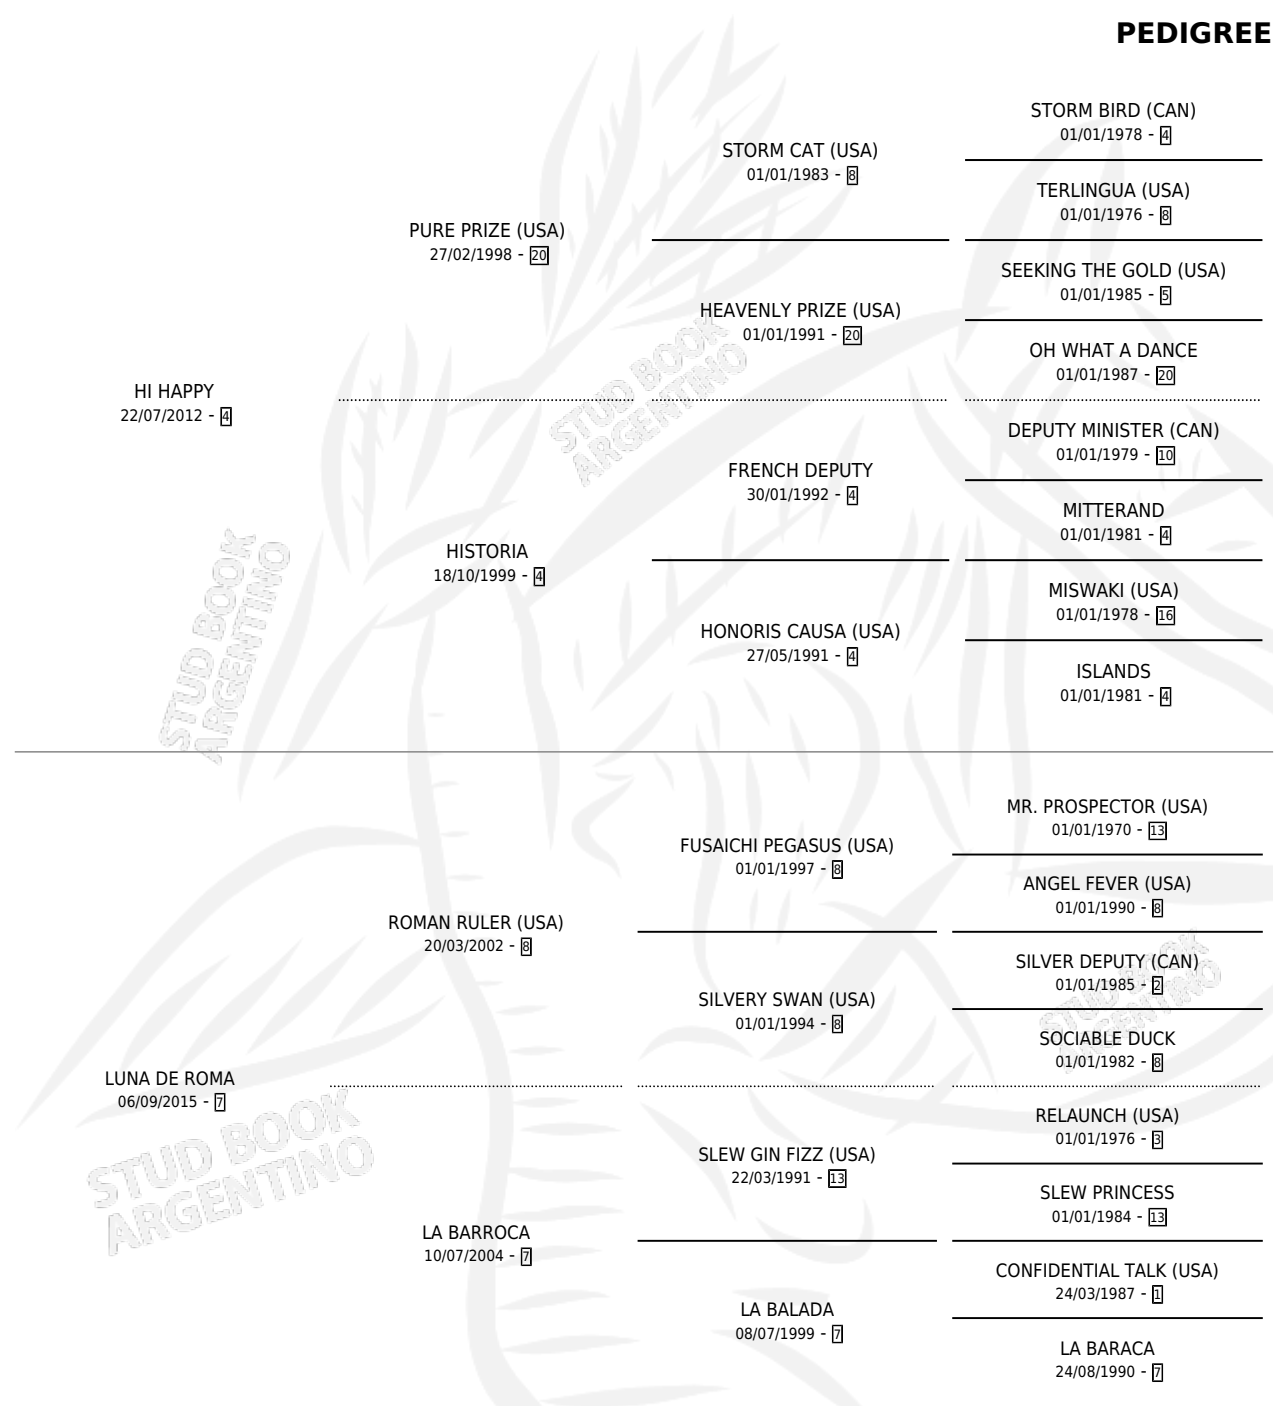 PEDIGREE
HI HAPPY
22/07/2012 - 4
PURE PRIZE (USA)
27/02/1998 - 20
HISTORIA
18/10/1999 - 4
STORM CAT (USA)
01/01/1983 - 8
HEAVENLY PRIZE (USA)
01/01/1991 - 20
FRENCH DEPUTY
30/01/1992 - 4
HONORIS CAUSA (USA)
27/05/1991 - 4
STORM BIRD (CAN)
01/01/1978 - 4
TERLINGUA (USA)
01/01/1976 - 8
SEEKING THE GOLD (USA)
01/01/1985 - 5
OH WHAT A DANCE
01/01/1987 - 20
DEPUTY MINISTER (CAN)
01/01/1979 - 10
MITTERAND
01/01/1981 - 4
MISWAKI (USA)
01/01/1978 - 16
ISLANDS
01/01/1981 - 4
STUD BOOK
ARGENTINO
STUD BOOK
ARGENTINO
LUNA DE ROMA
06/09/2015 - 7
ROMAN RULER (USA)
20/03/2002 - 8
LA BARROCA
10/07/2004 - 7
FUSAICHI PEGASUS (USA)
01/01/1997 - 8
SILVERY SWAN (USA)
01/01/1994 - 8
SLEW GIN FIZZ (USA)
22/03/1991 - 13
LA BALADA
08/07/1999 - 7
MR. PROSPECTOR (USA)
01/01/1970 - 13
ANGEL FEVER (USA)
01/01/1990 - 8
SILVER DEPUTY (CAN)
01/01/1985 - 2
SOCIABLE DUCK
01/01/1982 - 8
RELAUNCH (USA)
01/01/1976 - 3
SLEW PRINCESS
01/01/1984 - 13
CONFIDENTIAL TALK (USA)
24/03/1987 - 1
LA BARACA
24/08/1990 - 7
STUD BOOK
ARGENTINO
STUD BOOK
ARGENTINO